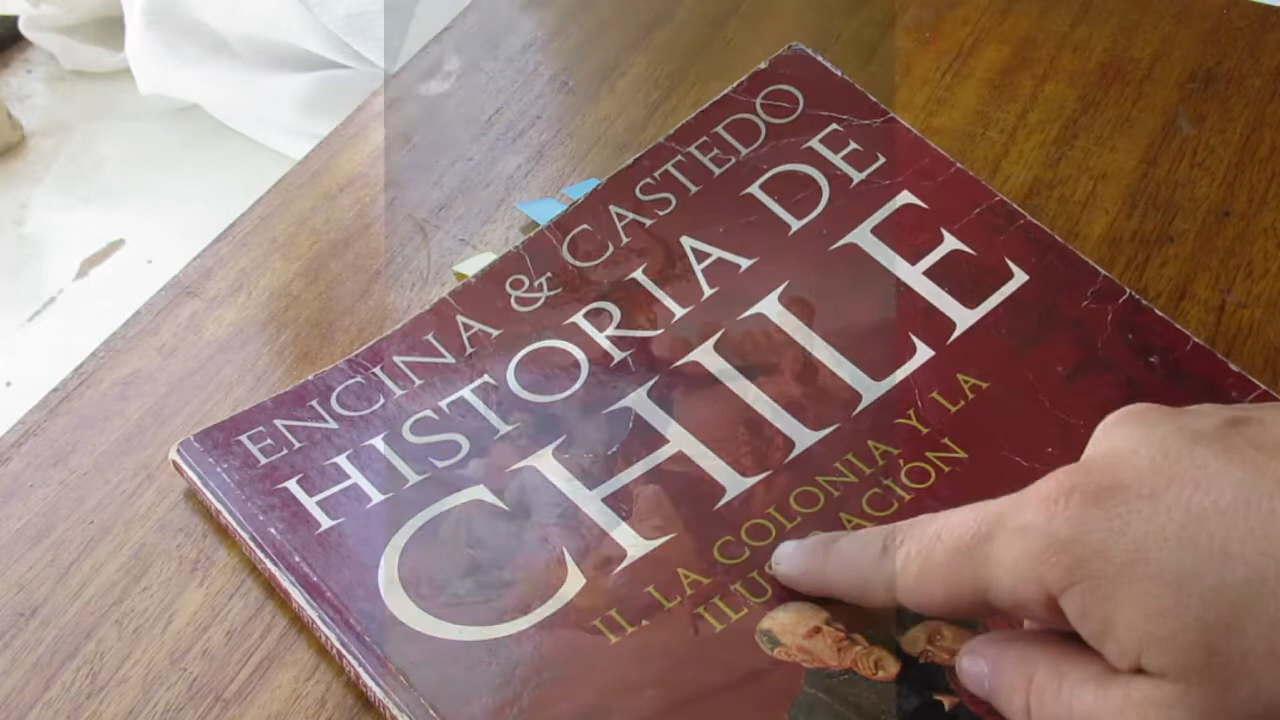 ENCINA & CASTEDO
HISTORIA DE
CHILE
II. LA COLONIA Y LA